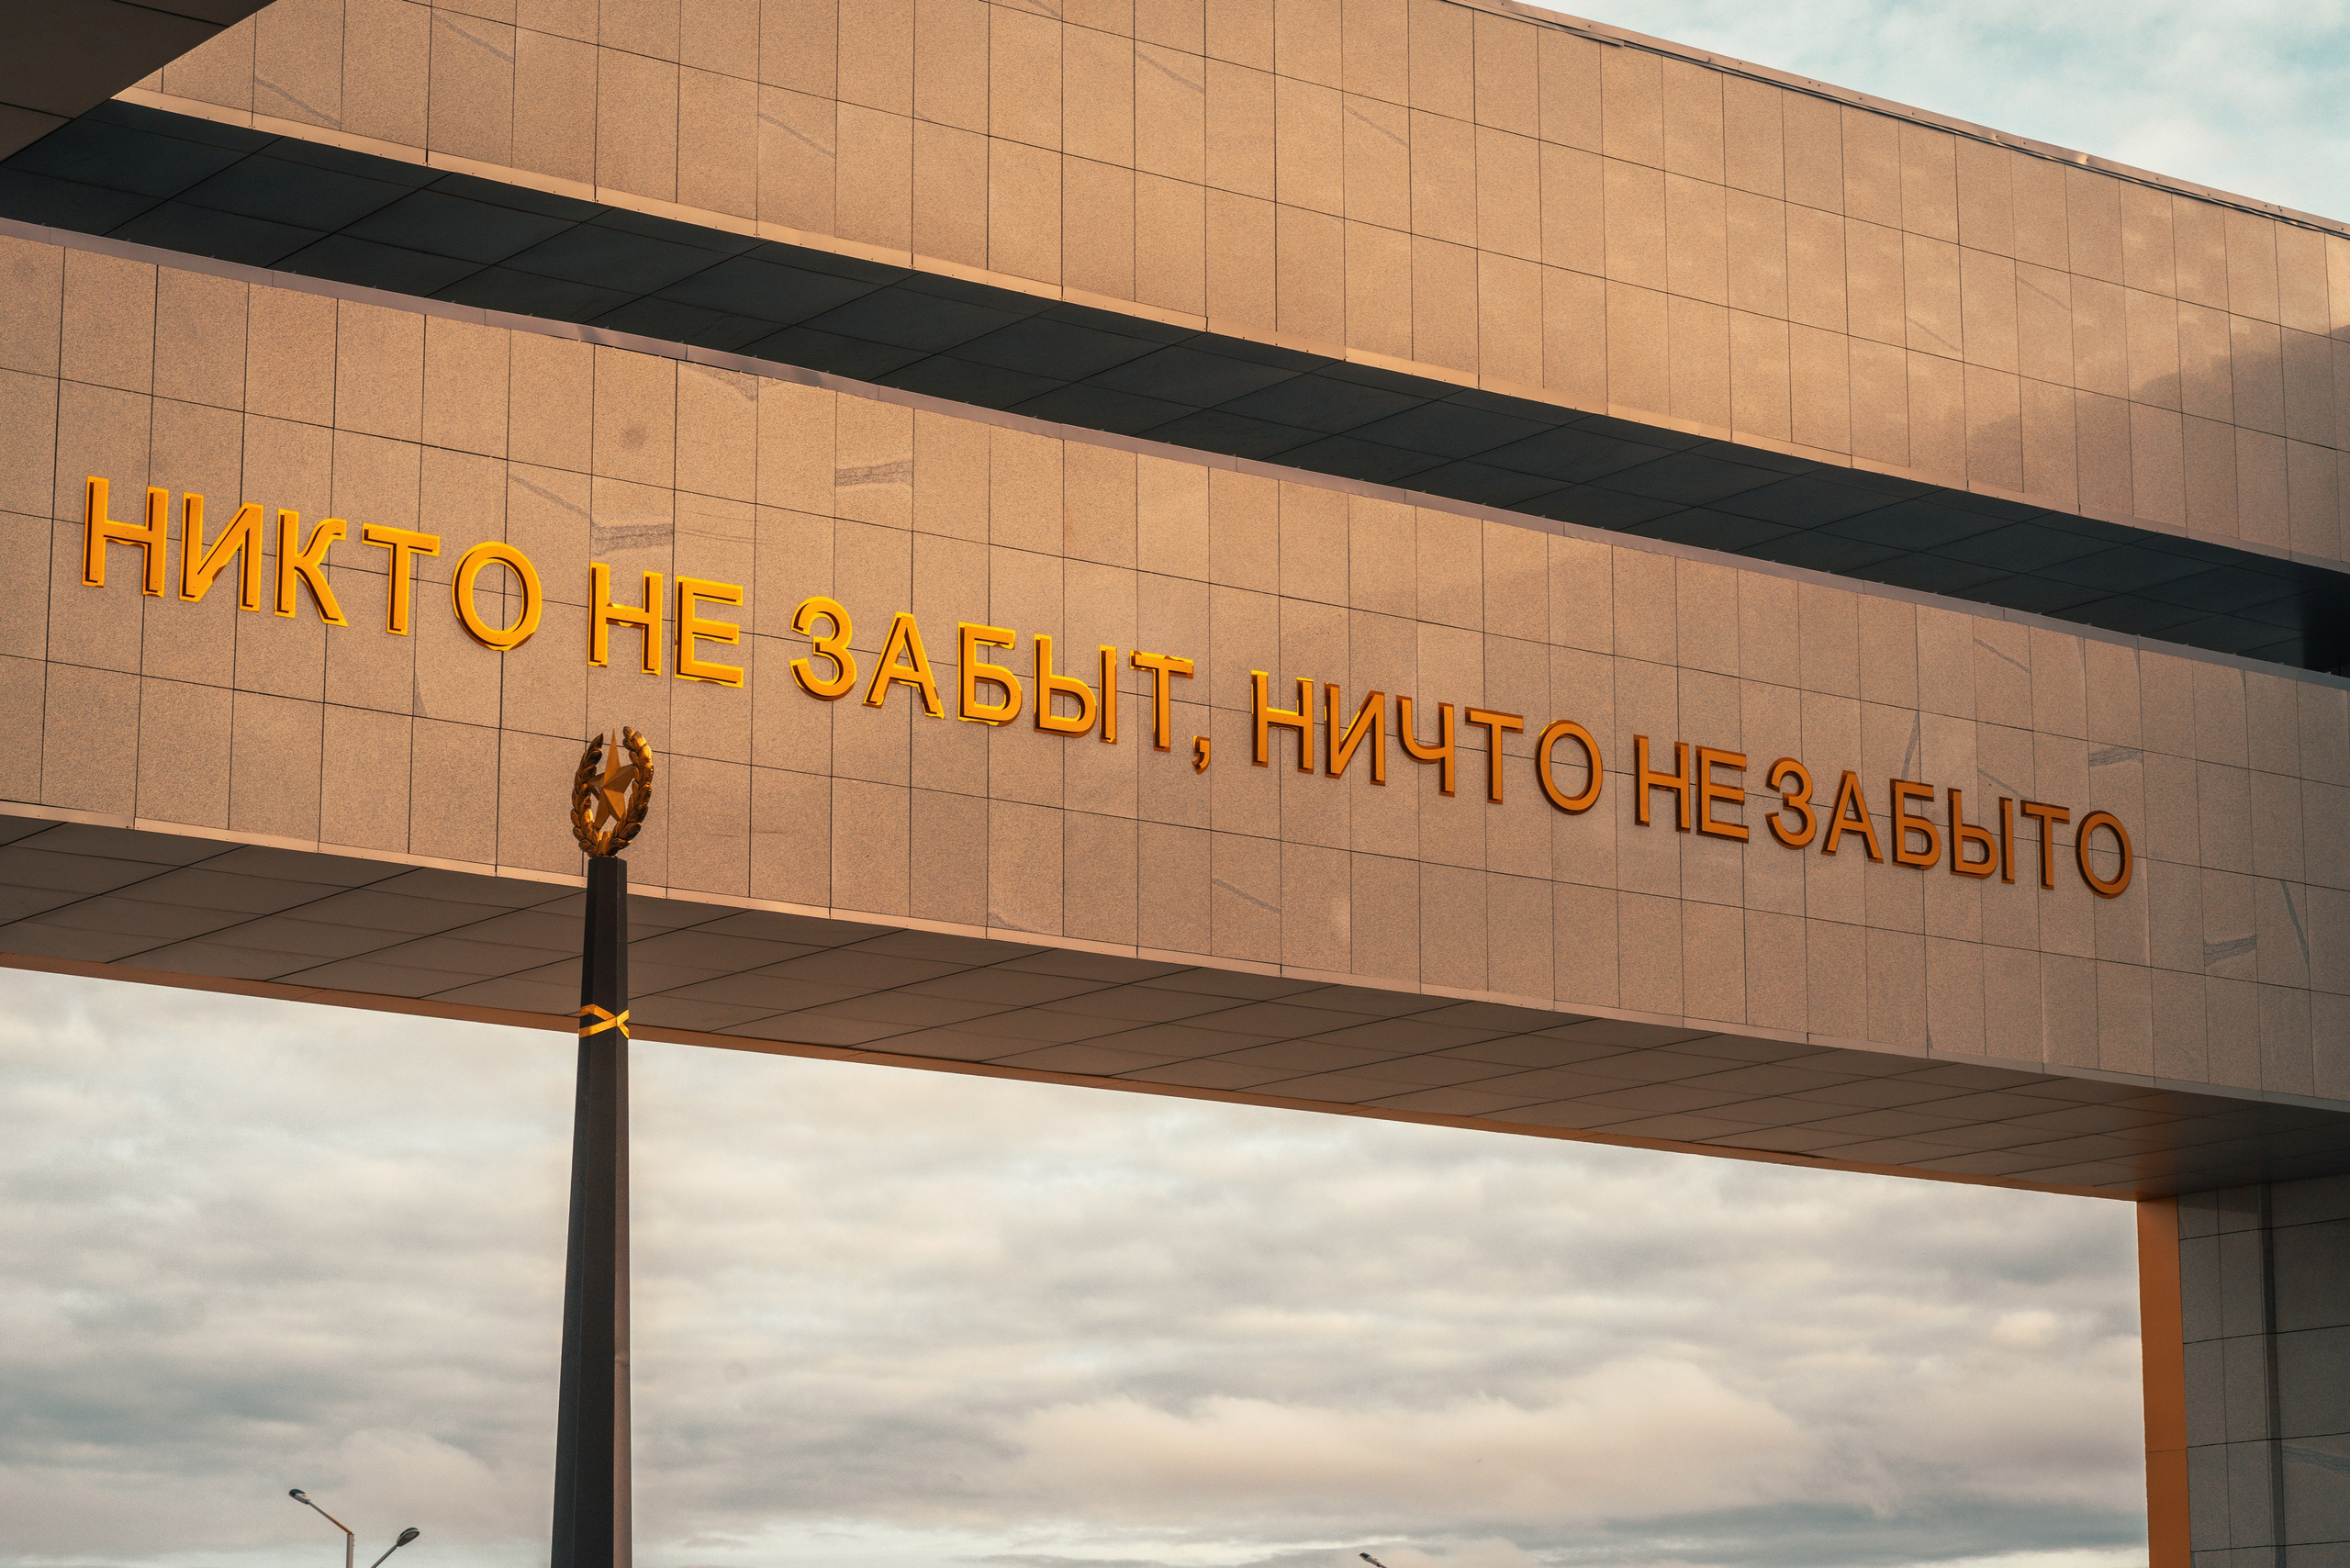 НИКТО НЕ ЗАБЫТ, НИЧТО НЕ ЗАБЫТО